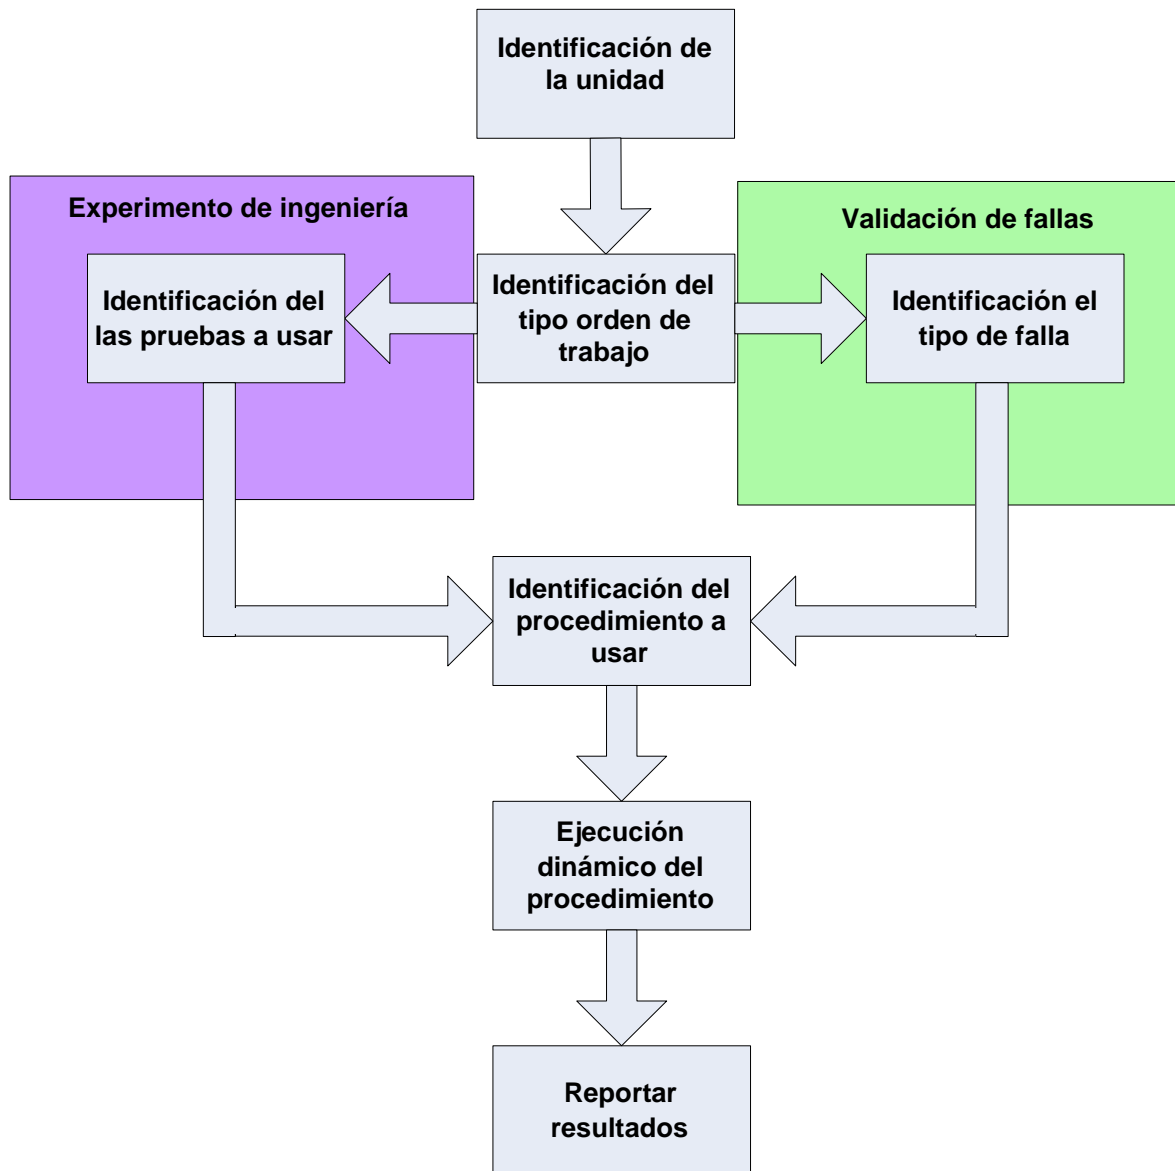 Identificación de
la unidad
Experimento de ingeniería
Validación de fallas
Identificación del
las pruebas a usar
Identificación del
tipo orden de
trabajo
Identificación el
tipo de falla
Identificación del
procedimiento a
usar
Ejecución
dinámico del
procedimiento
Reportar
resultados